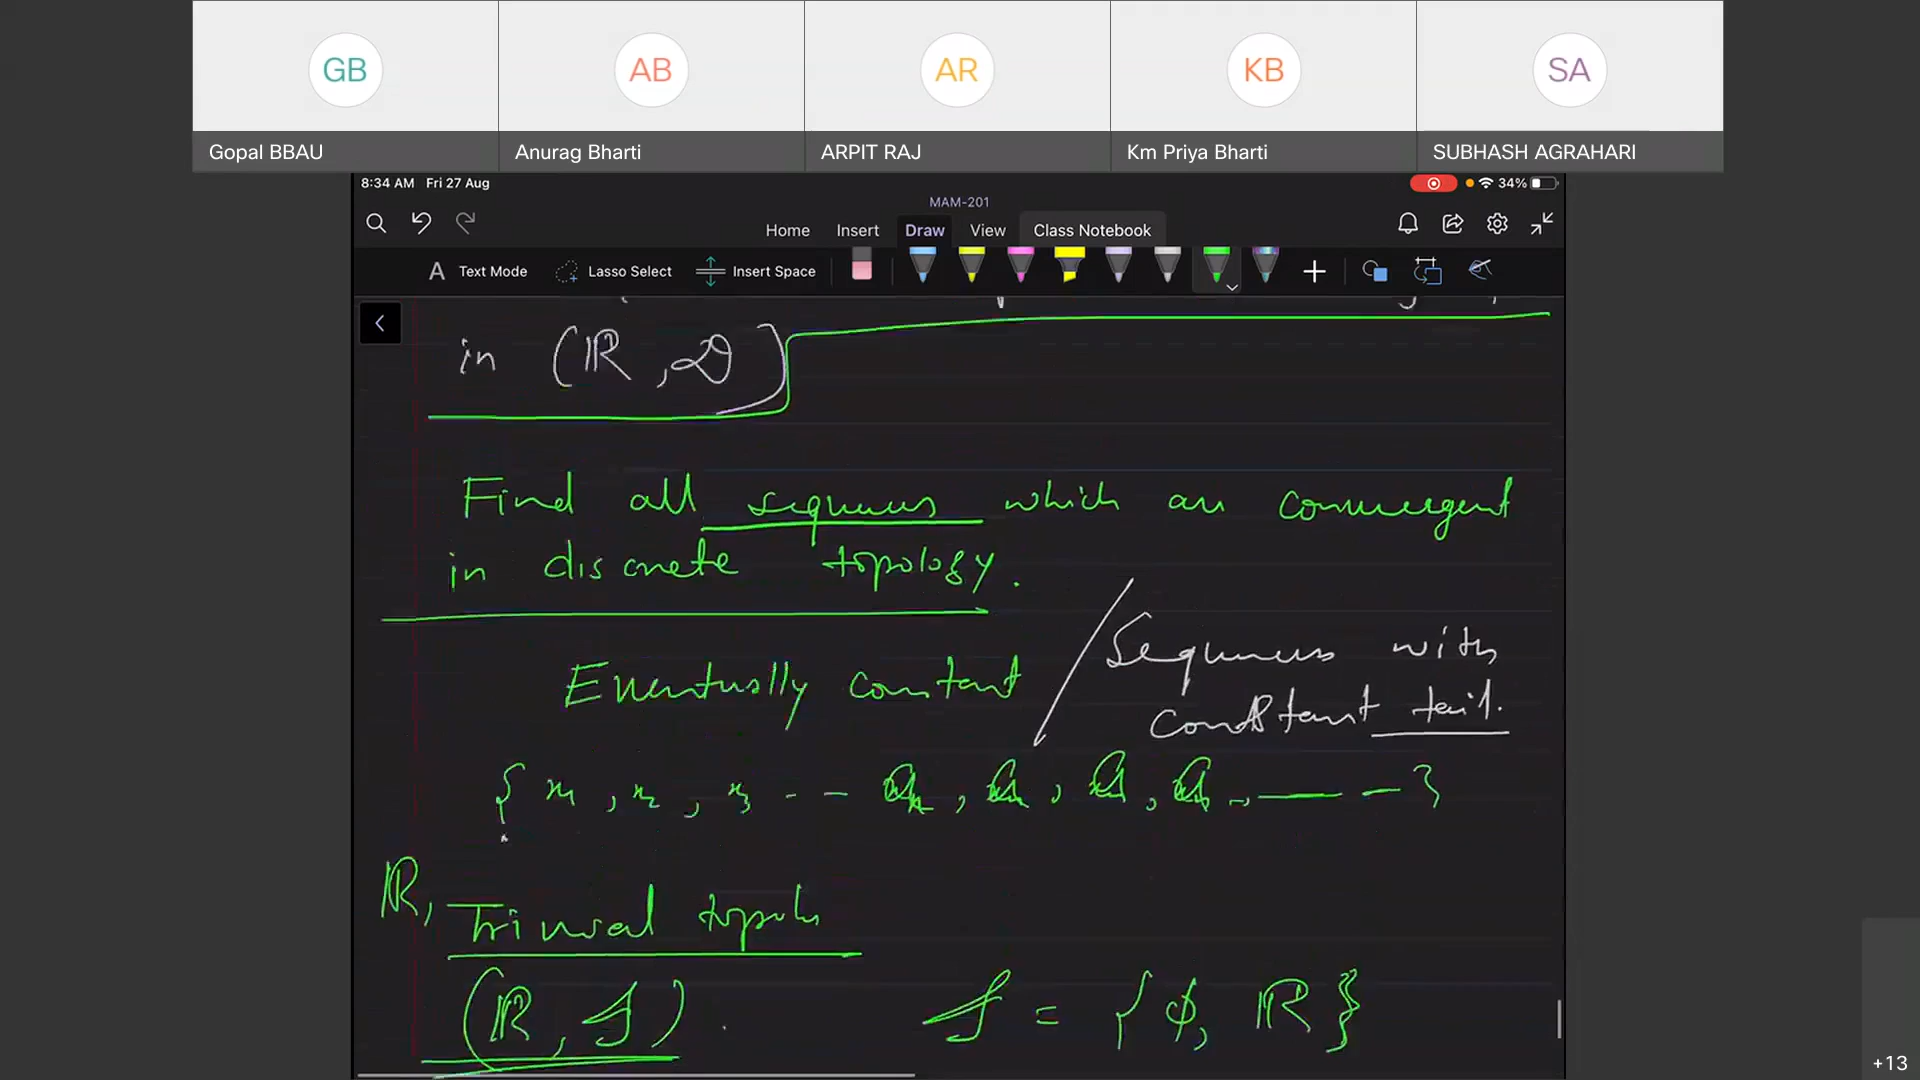 GB AB AR KB SA
Gopal BBAU Anurag Bharti ARPIT RAJ Km Priya Bharti SUBHASH AGRAHARI
8:34 AM Fri 27 Aug 34%
MAM-201
Home Insert Draw View Class Notebook
A Text Mode Lasso Select Insert Space
in (ℝ, 𝒟)
Find all sequences which are convergent
in discrete topology.
Eventually constant / Sequences with
constant tail.
{ x₁, x₂, x₃ - -
ℝ,
Trivial topolo
(ℝ, ℐ). ℐ = { ϕ, ℝ }
+13